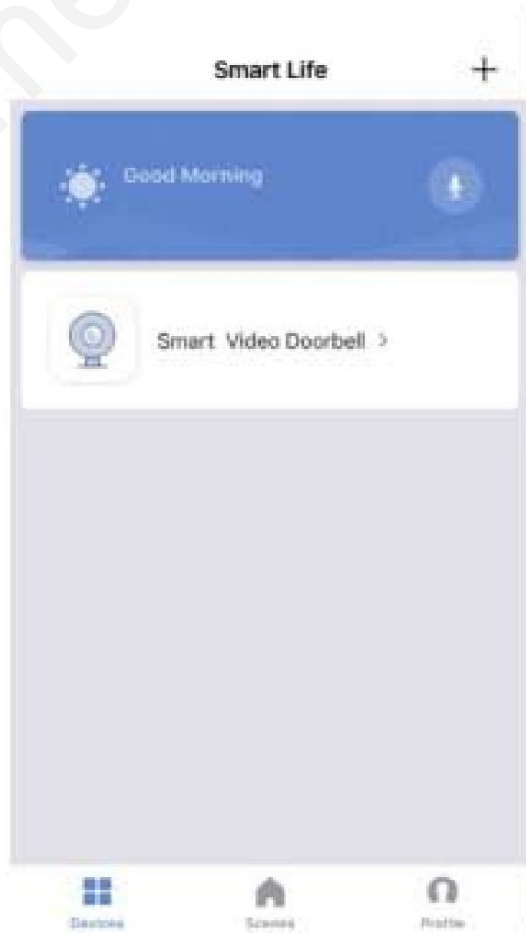 Smart Life +
Good Morning
Smart Video Doorbell >
Devices Scenes Profile